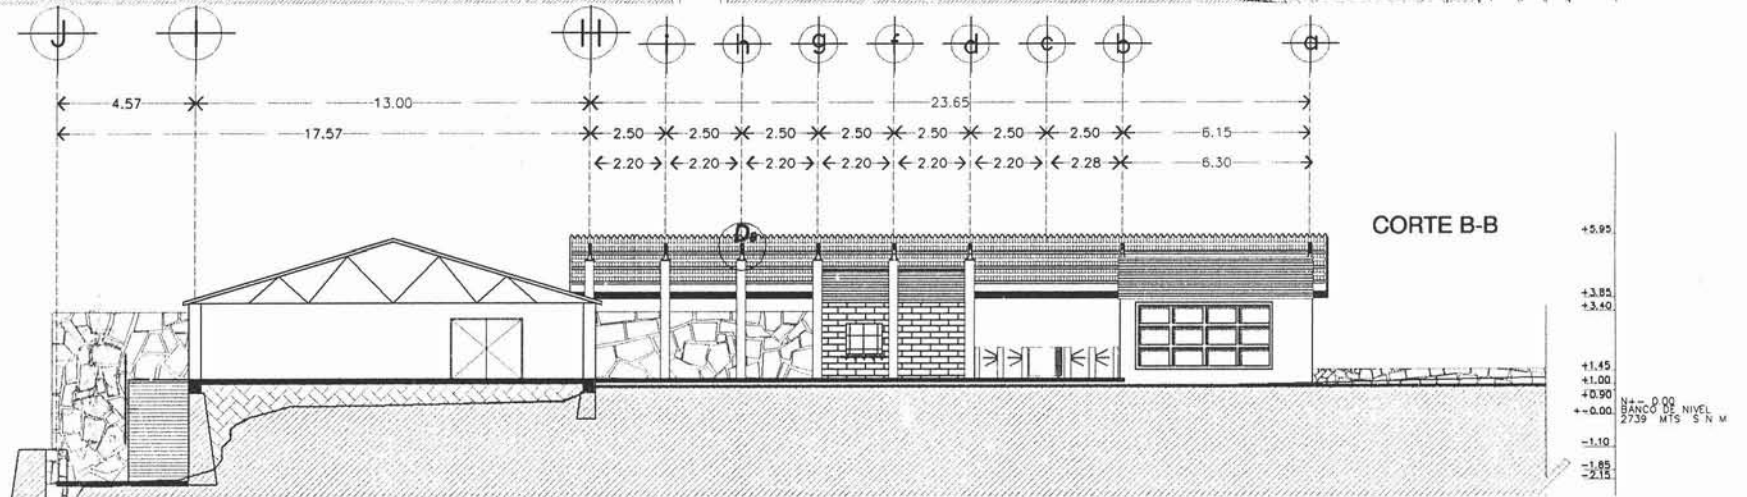 J I H i h g f d c b a
4.57 13.00 23.65
17.57 2.50 2.50 2.50 2.50 2.50 2.50 2.50 6.15
2.20 2.20 2.20 2.20 2.20 2.20 2.28 6.30
CORTE B-B
D8
+5.95
+3.85
+3.40
+1.45
+1.00
+0.90
+-0.00
N+- 0.00
BANCO DE NIVEL
2739 MTS S N M
-1.10
-1.85
-2.15